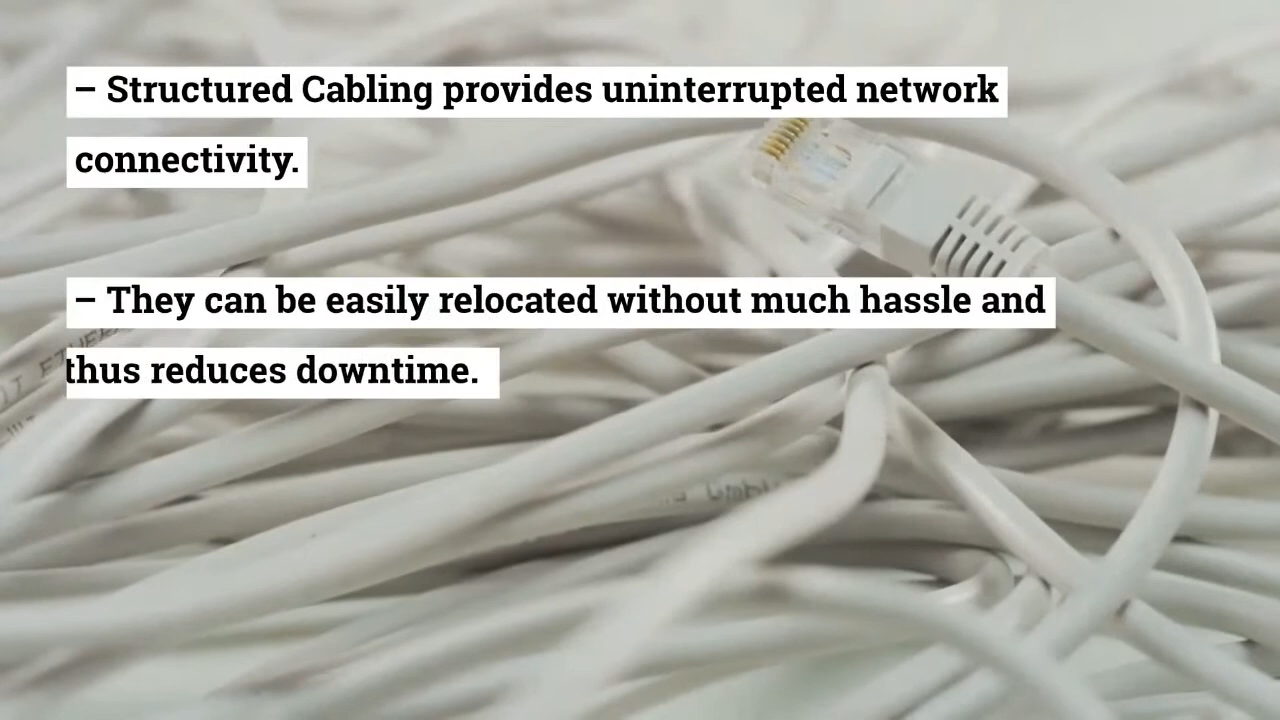 – Structured Cabling provides uninterrupted network
connectivity.
– They can be easily relocated without much hassle and
thus reduces downtime.